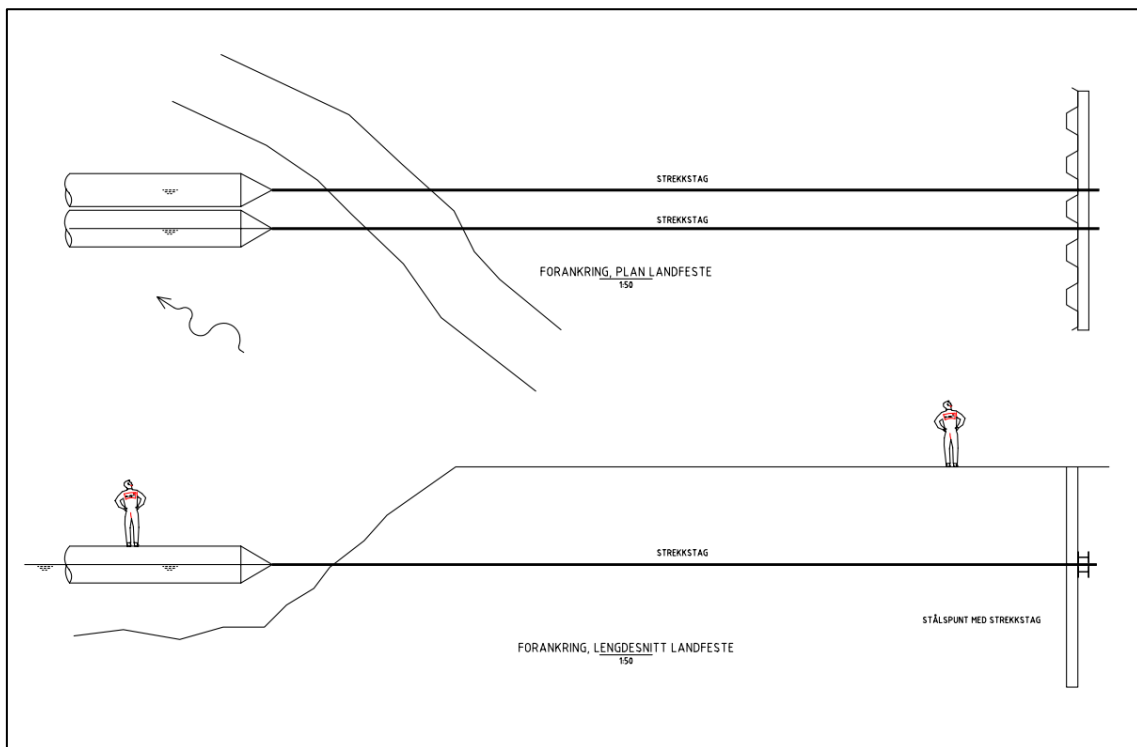 STREKKSTAG
STREKKSTAG
FORANKRING, PLAN LANDFESTE
1:50
STREKKSTAG
STÅLSPUNT MED STREKKSTAG
FORANKRING, LENGDESNITT LANDFESTE
1:50